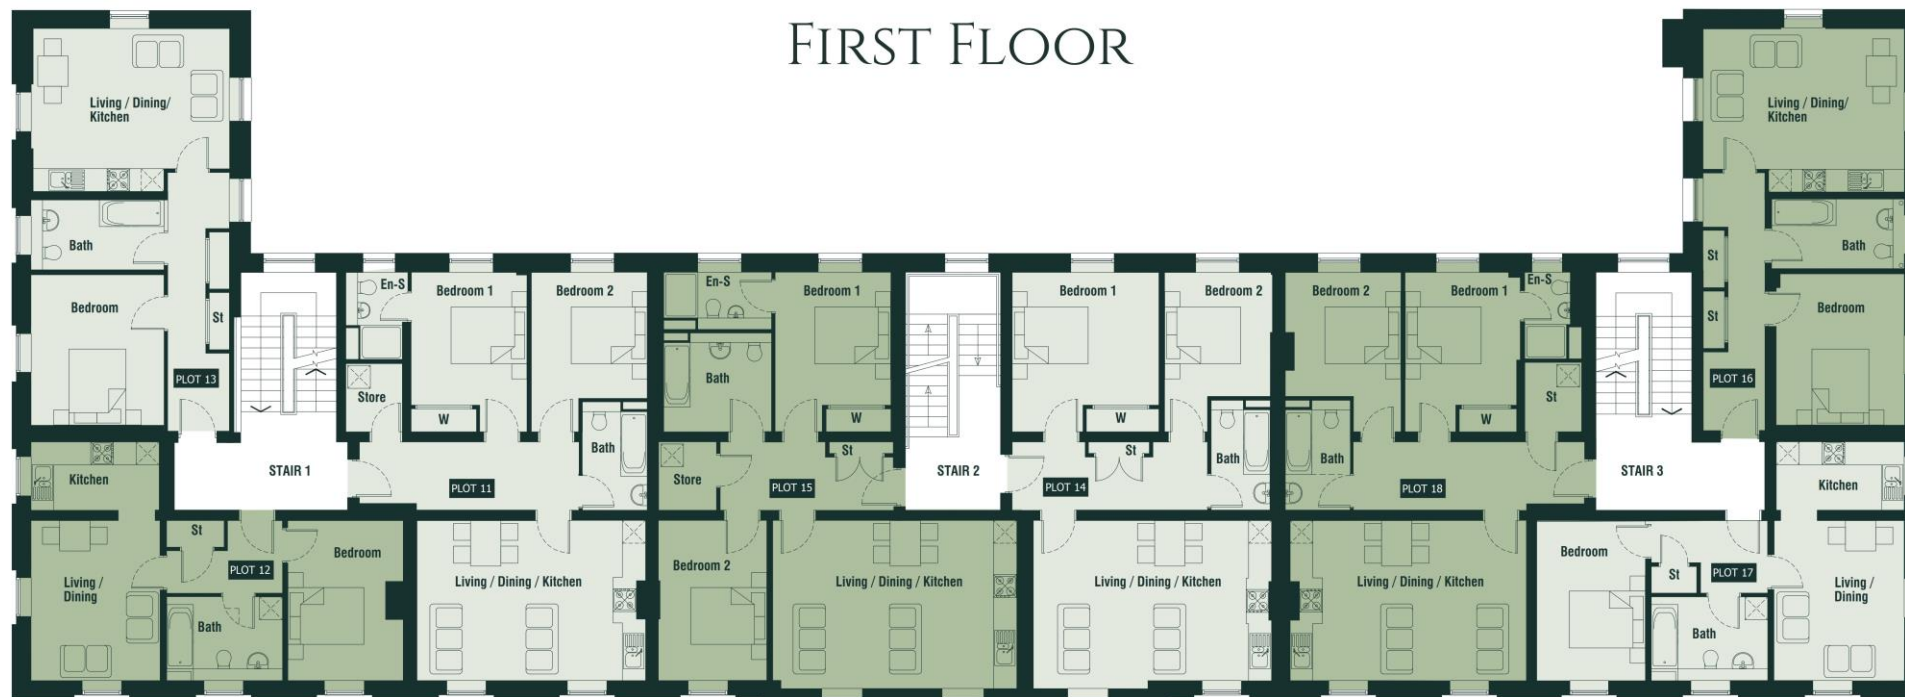 FIRST FLOOR
Living / Dining/
Kitchen
Bath
Bedroom
St
PLOT 13
STAIR 1
Kitchen
Living /
Dining
St
PLOT 12
Bath
Bedroom
En-S
Bedroom 1
Bedroom 2
Store
W
Bath
PLOT 11
Living / Dining / Kitchen
En-S
Bedroom 1
Bath
W
Store
St
PLOT 15
Bedroom 2
Living / Dining / Kitchen
STAIR 2
Bedroom 1
Bedroom 2
W
St
Bath
PLOT 14
Living / Dining / Kitchen
Bedroom 2
Bedroom 1
En-S
St
W
Bath
PLOT 18
Living / Dining / Kitchen
STAIR 3
Living / Dining/
Kitchen
Bath
St
St
Bedroom
PLOT 16
Kitchen
Bedroom
St
PLOT 17
Living /
Dining
Bath